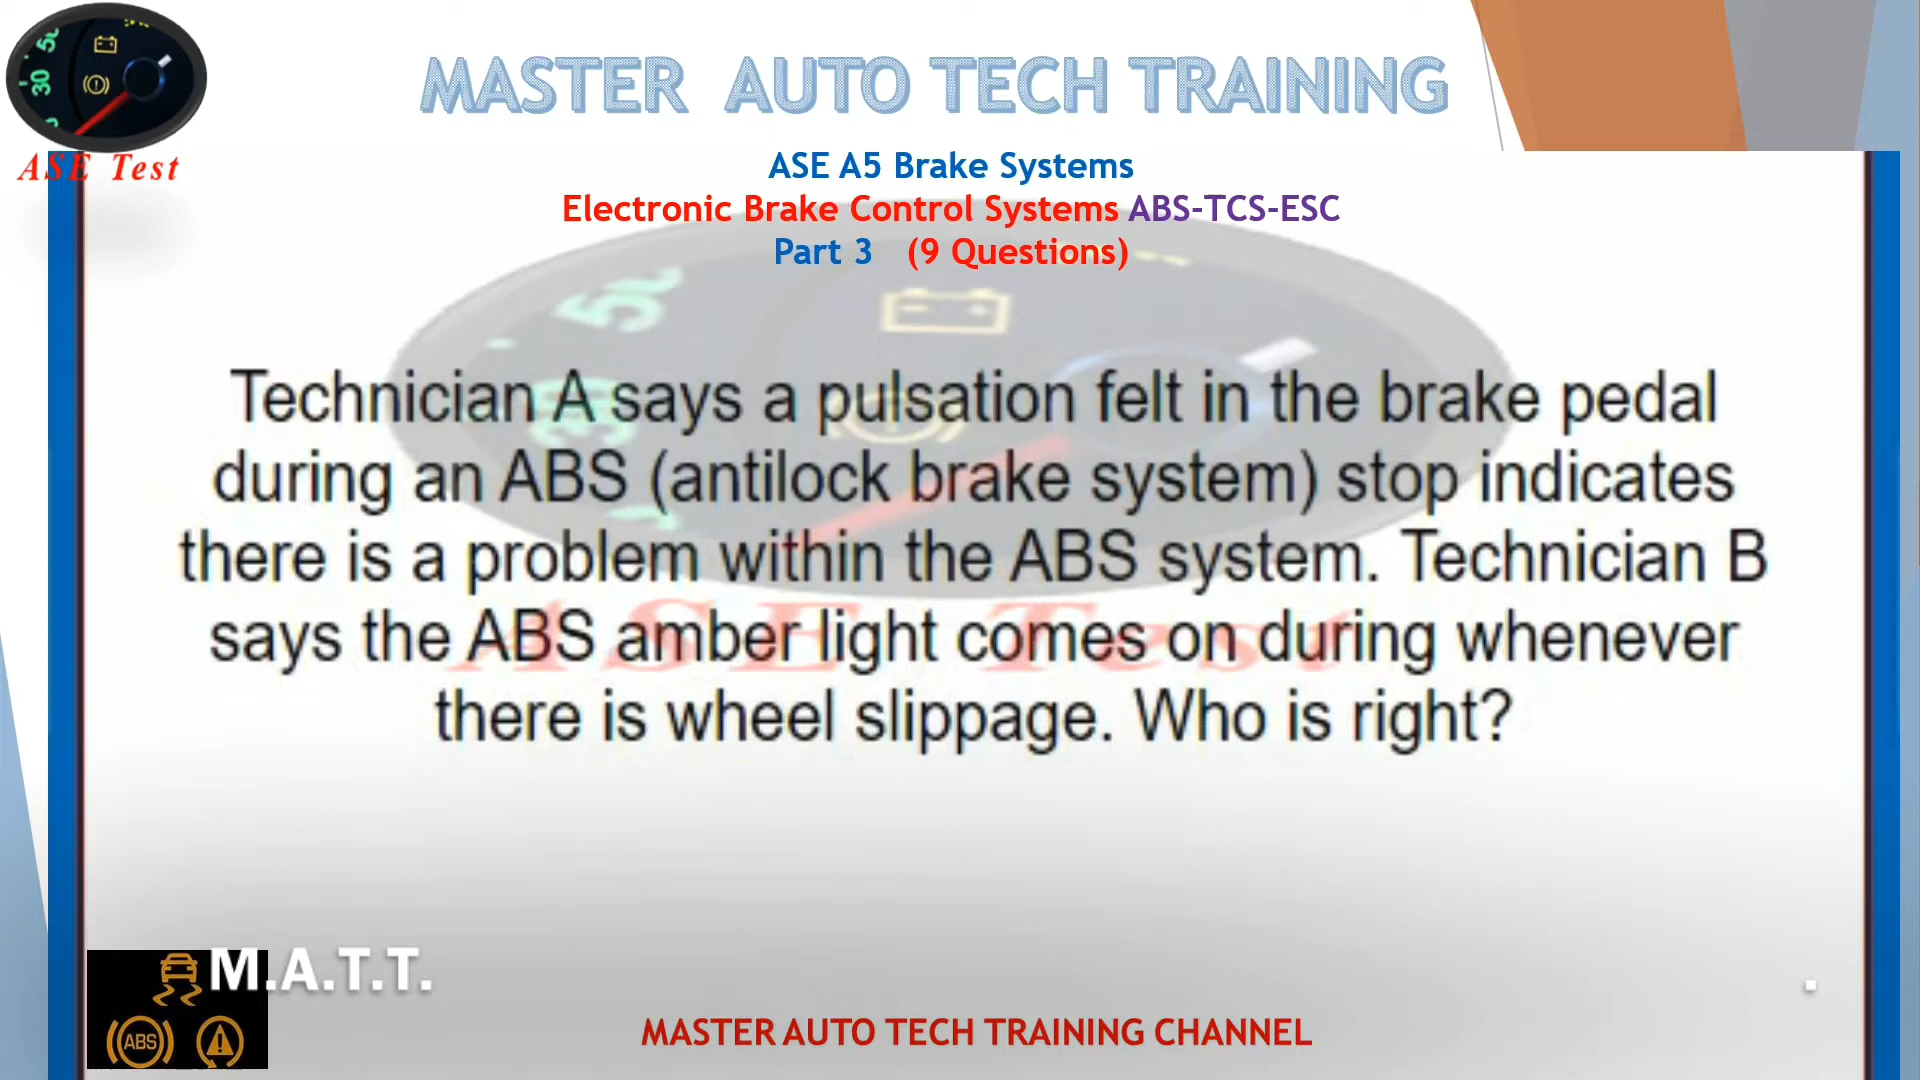 MASTER AUTO TECH TRAINING
ASE Test
ASE A5 Brake Systems
Electronic Brake Control Systems ABS-TCS-ESC
Part 3 (9 Questions)
Technician A says a pulsation felt in the brake pedal
during an ABS (antilock brake system) stop indicates
there is a problem within the ABS system. Technician B
says the ABS amber light comes on during whenever
there is wheel slippage. Who is right?
ASE Test
M.A.T.T.
ABS
MASTER AUTO TECH TRAINING CHANNEL